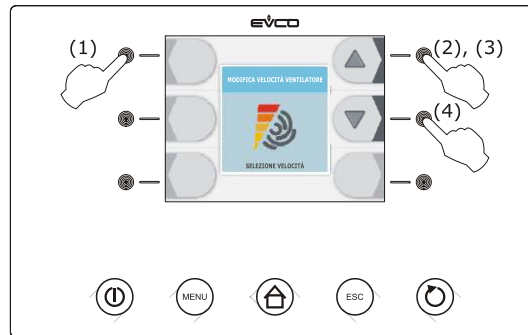 EVCO
(1)
(2), (3)
MODIFICA VELOCITÀ VENTILATORE
(4)
SELEZIONE VELOCITÀ
MENU
ESC